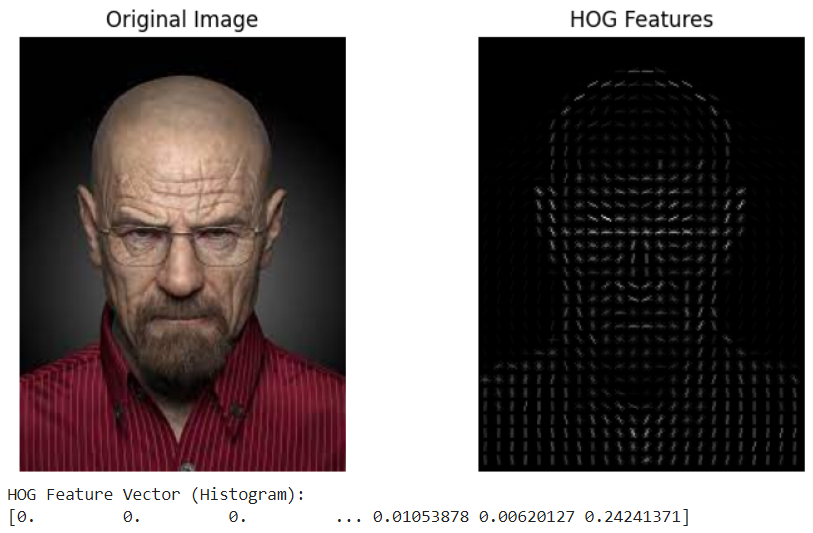 Original Image
HOG Features
HOG Feature Vector (Histogram):
[0. 0. 0. ... 0.01053878 0.00620127 0.24241371]